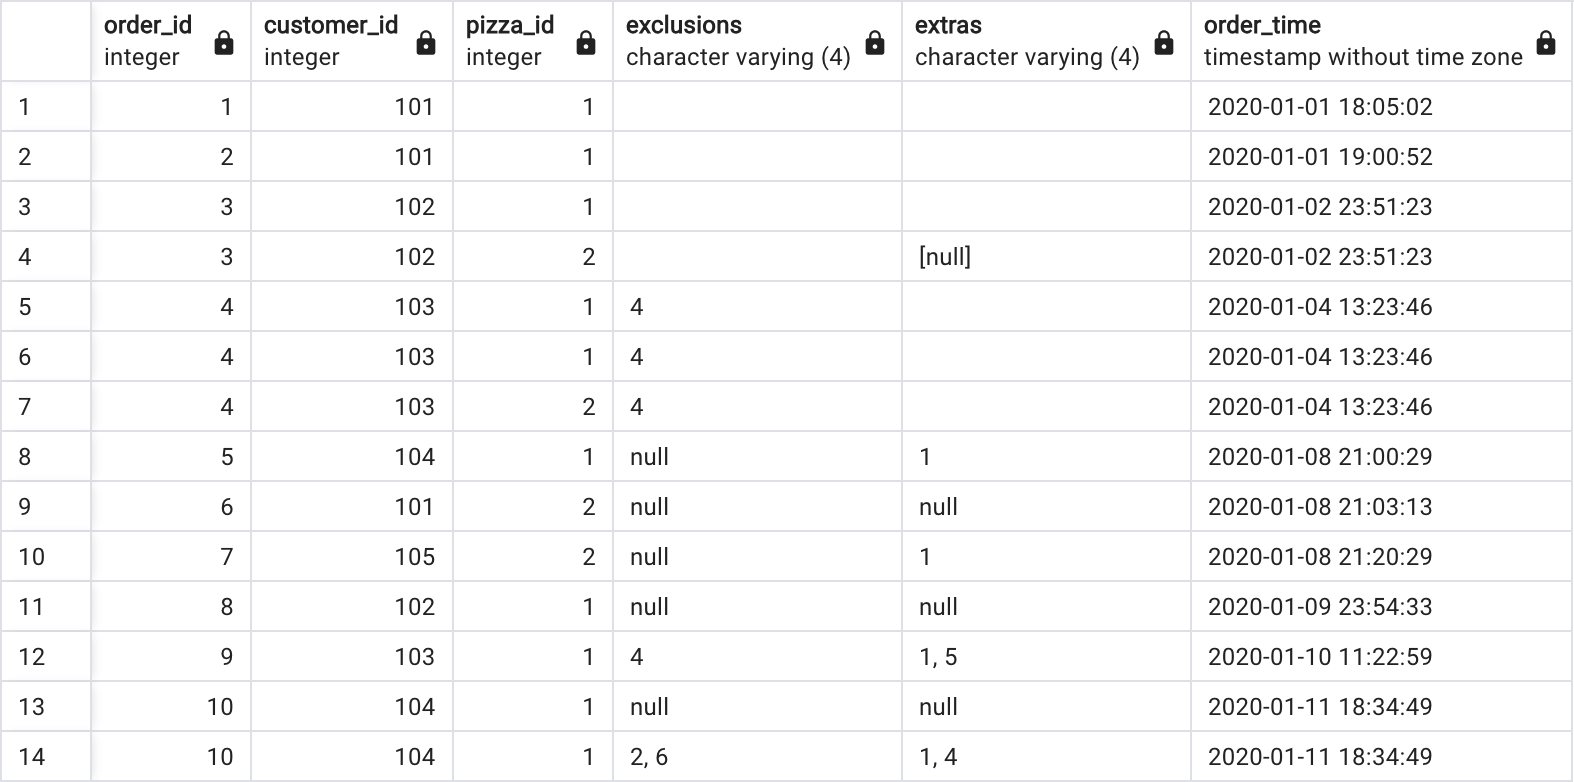 order_id customer_id pizza_id exclusions extras order_time
integer integer integer character varying (4) character varying (4) timestamp without time zone
1 1 101 1 2020-01-01 18:05:02
2 2 101 1 2020-01-01 19:00:52
3 3 102 1 2020-01-02 23:51:23
4 3 102 2 [null] 2020-01-02 23:51:23
5 4 103 1 4 2020-01-04 13:23:46
6 4 103 1 4 2020-01-04 13:23:46
7 4 103 2 4 2020-01-04 13:23:46
8 5 104 1 null 1 2020-01-08 21:00:29
9 6 101 2 null null 2020-01-08 21:03:13
10 7 105 2 null 1 2020-01-08 21:20:29
11 8 102 1 null null 2020-01-09 23:54:33
12 9 103 1 4 1, 5 2020-01-10 11:22:59
13 10 104 1 null null 2020-01-11 18:34:49
14 10 104 1 2, 6 1, 4 2020-01-11 18:34:49